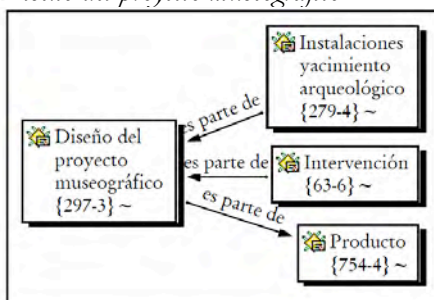 Instalaciones
yacimiento
arqueológico
{279-4} ~
es parte de
Diseño del
proyecto
museográfico
{297-3} ~
es parte de
Intervención
{63-6} ~
es parte de
Producto
{754-4} ~